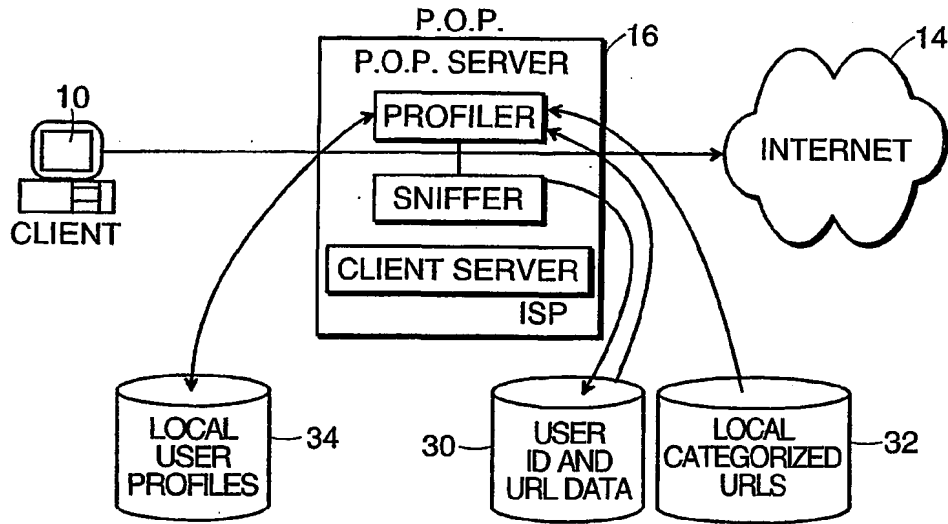 P.O.P.
P.O.P. SERVER
16
14
10
PROFILER
INTERNET
SNIFFER
CLIENT
CLIENT SERVER
ISP
LOCAL
USER
PROFILES
34
30
USER
ID AND
URL DATA
LOCAL
CATEGORIZED
URLS
32